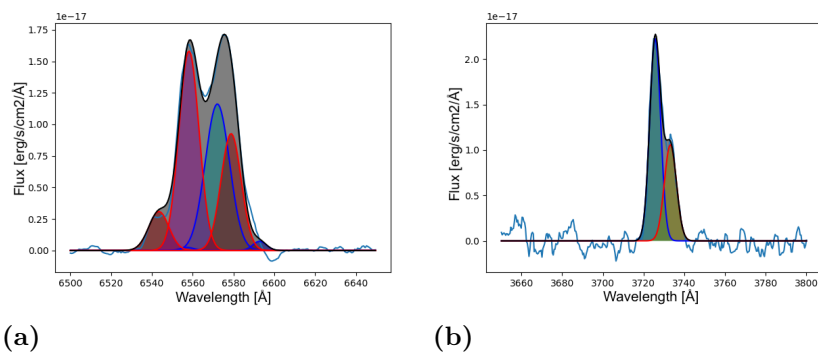 1e−17
1.75
1.50
1.25
1.00
0.75
0.50
0.25
0.00
Flux [erg/s/cm2/Å]
6500 6520 6540 6560 6580 6600 6620 6640
Wavelength [Å]
(a)
1e−17
2.0
1.5
1.0
0.5
0.0
Flux [erg/s/cm2/Å]
3660 3680 3700 3720 3740 3760 3780 3800
Wavelength [Å]
(b)